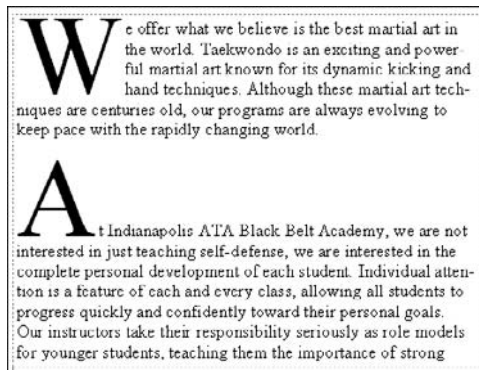 We offer what we believe is the best martial art in
the world. Taekwondo is an exciting and power-
ful martial art known for its dynamic kicking and
hand techniques. Although these martial art tech-
niques are centuries old, our programs are always evolving to
keep pace with the rapidly changing world.
At Indianapolis ATA Black Belt Academy, we are not
interested in just teaching self-defense, we are interested in the
complete personal development of each student. Individual atten-
tion is a feature of each and every class, allowing all students to
progress quickly and confidently toward their personal goals.
Our instructors take their responsibility seriously as role models
for younger students, teaching them the importance of strong